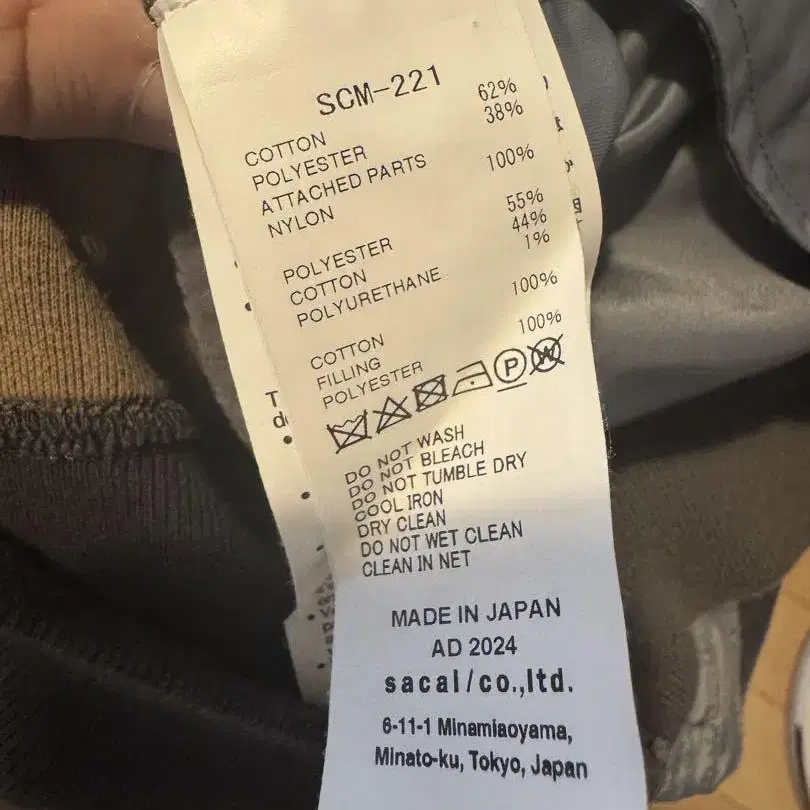 SCM-221
COTTON 62%
POLYESTER 38%
ATTACHED PARTS
NYLON 100%
POLYESTER 55%
COTTON 44%
POLYURETHANE 1%
COTTON 100%
FILLING
POLYESTER 100%
P W
DO NOT WASH
DO NOT BLEACH
DO NOT TUMBLE DRY
COOL IRON
DRY CLEAN
DO NOT WET CLEAN
CLEAN IN NET
MADE IN JAPAN
AD 2024
sacai/co.,ltd.
6-11-1 Minamiaoyama,
Minato-ku, Tokyo, Japan